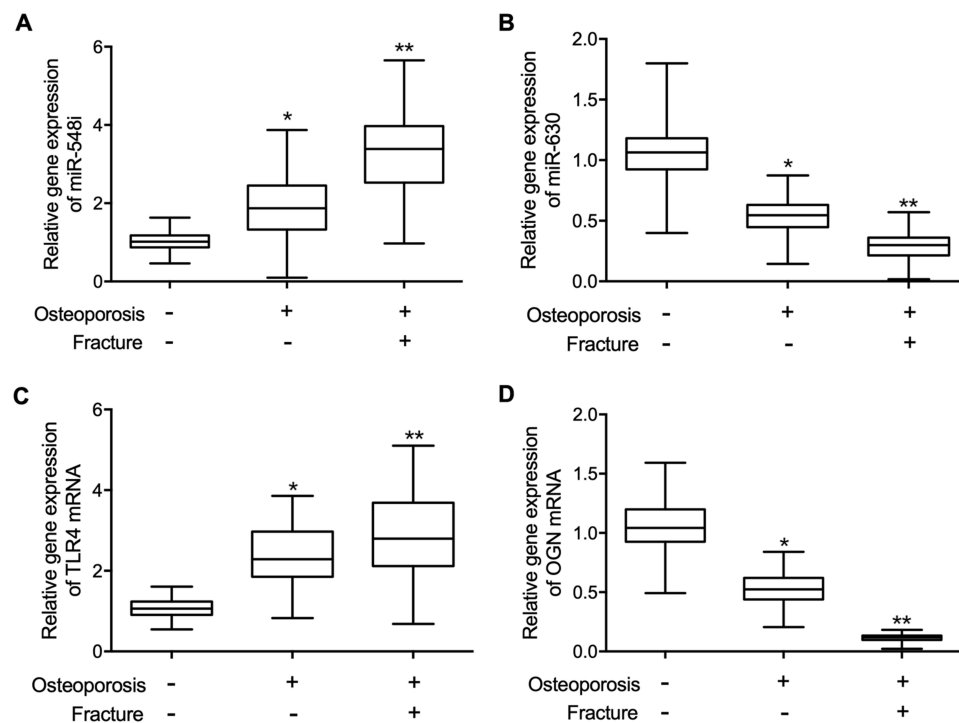 A
Relative gene expression
of miR-548i
6
4
2
0
*
**
Osteoporosis - + +
Fracture - - +
B
Relative gene expression
of miR-630
2.0
1.5
1.0
0.5
0.0
*
**
Osteoporosis - + +
Fracture - - +
C
Relative gene expression
of TLR4 mRNA
6
4
2
0
*
**
Osteoporosis - + +
Fracture - - +
D
Relative gene expression
of OGN mRNA
2.0
1.5
1.0
0.5
0.0
*
**
Osteoporosis - + +
Fracture - - +